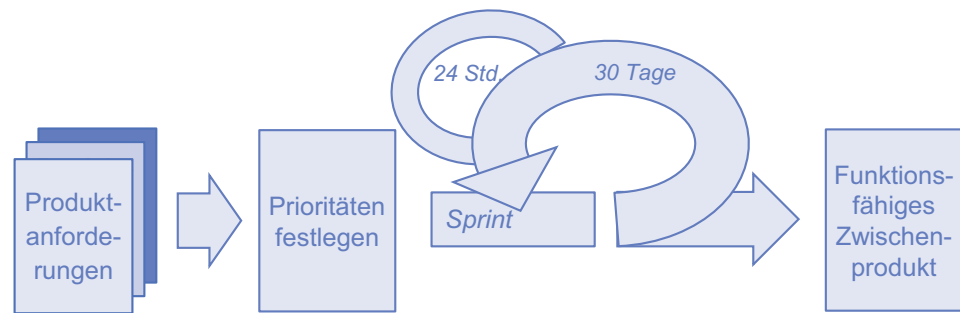 24 Std.
30 Tage
Produkt-
anforde-
rungen
Prioritäten
festlegen
Sprint
Funktions-
fähiges
Zwischen-
produkt